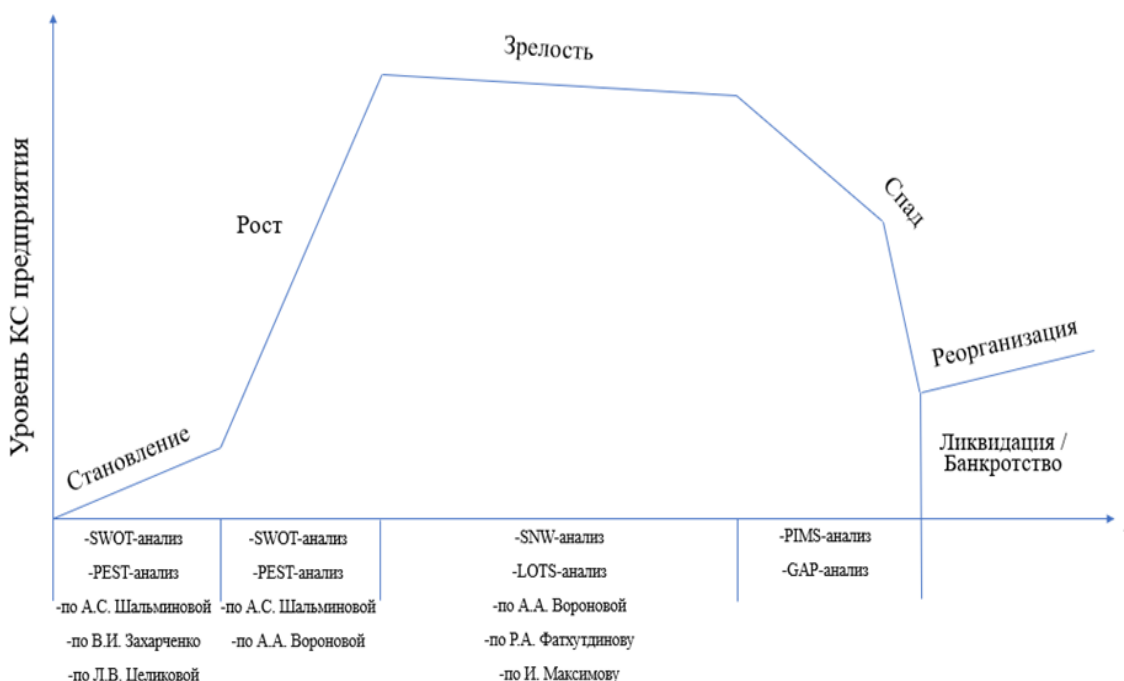 Зрелость
Уровень КС предприятия
Рост
Спад
Становление
Реорганизация
Ликвидация /
Банкротство
-SWOT-анализ
-PEST-анализ
-по А.С. Шальминовой
-по В.И. Захарченко
-по Л.В. Целиковой
-SWOT-анализ
-PEST-анализ
-по А.С. Шальминовой
-по А.А. Вороновой
-SNW-анализ
-LOTS-анализ
-по А.А. Вороновой
-по Р.А. Фатхутдинову
-по И. Максимову
-PIMS-анализ
-GAP-анализ